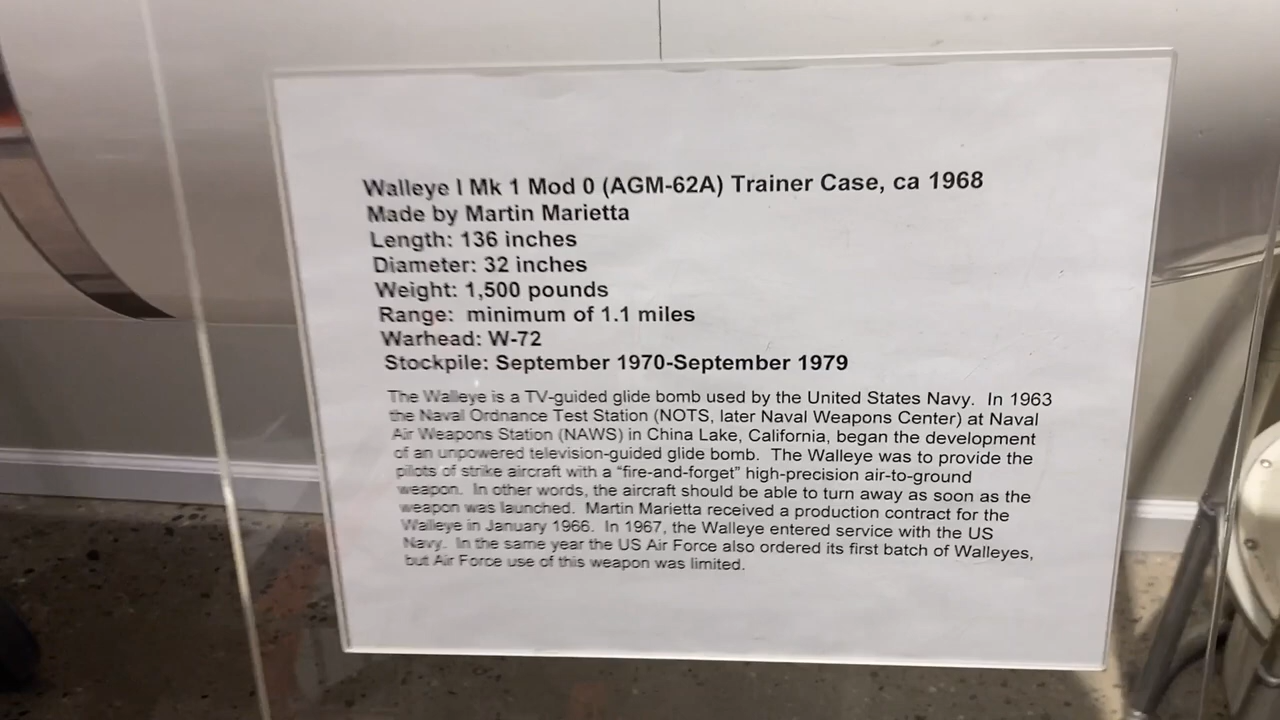 Walleye I Mk 1 Mod 0 (AGM-62A) Trainer Case, ca 1968
Made by Martin Marietta
Length: 136 inches
Diameter: 32 inches
Weight: 1,500 pounds
Range: minimum of 1.1 miles
Warhead: W-72
Stockpile: September 1970-September 1979
The Walleye is a TV-guided glide bomb used by the United States Navy. In 1963
the Naval Ordnance Test Station (NOTS, later Naval Weapons Center) at Naval
Air Weapons Station (NAWS) in China Lake, California, began the development
of an unpowered television-guided glide bomb. The Walleye was to provide the
pilots of strike aircraft with a “fire-and-forget” high-precision air-to-ground
weapon. In other words, the aircraft should be able to turn away as soon as the
weapon was launched. Martin Marietta received a production contract for the
Walleye in January 1966. In 1967, the Walleye entered service with the US
Navy. In the same year the US Air Force also ordered its first batch of Walleyes,
but Air Force use of this weapon was limited.